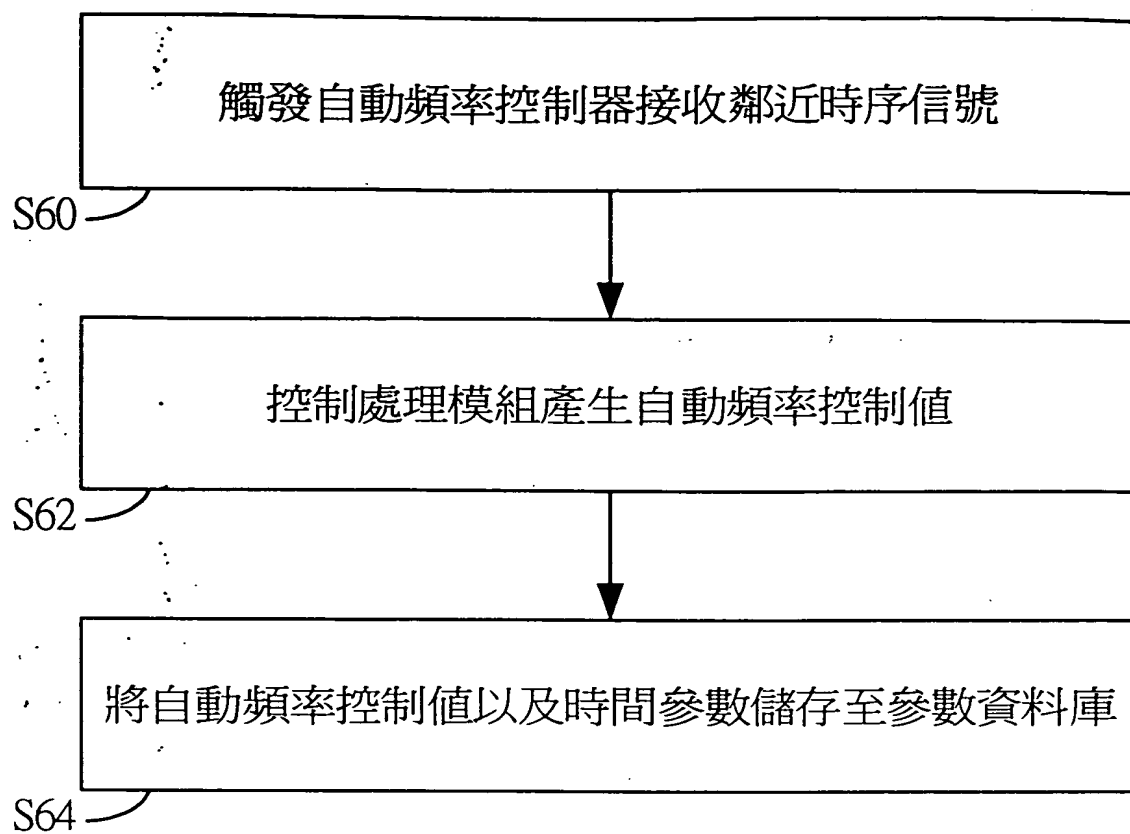 觸發自動頻率控制器接收鄰近時序信號
S60
控制處理模組產生自動頻率控制值
S62
將自動頻率控制值以及時間參數儲存至參數資料庫
S64